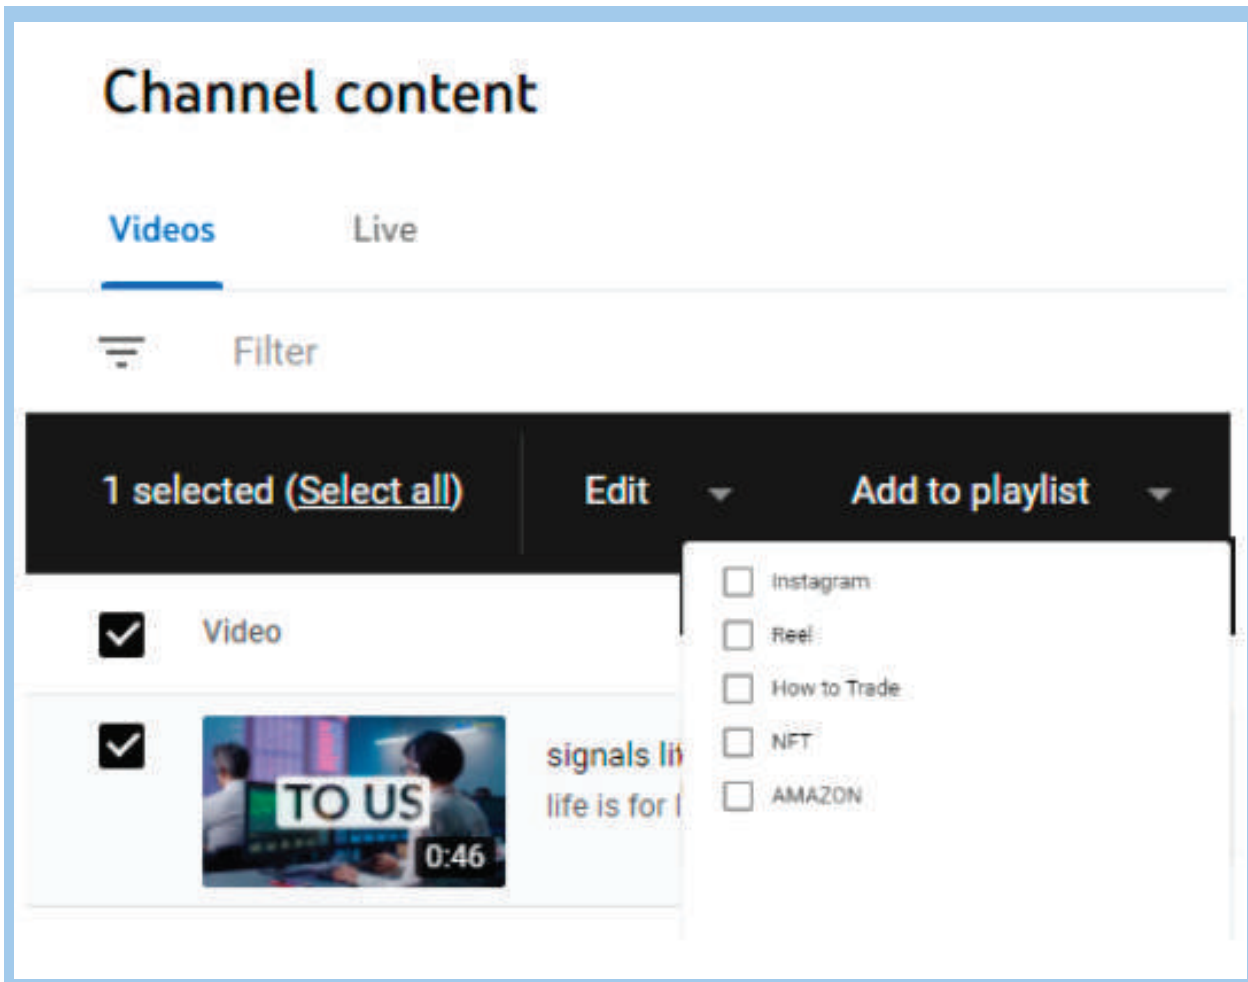 Channel content
Videos Live
Filter
1 selected (Select all) Edit Add to playlist
Instagram
Video
Reel
How to Trade
NFT
signals
AMAZON
life is for
TO US
0:46